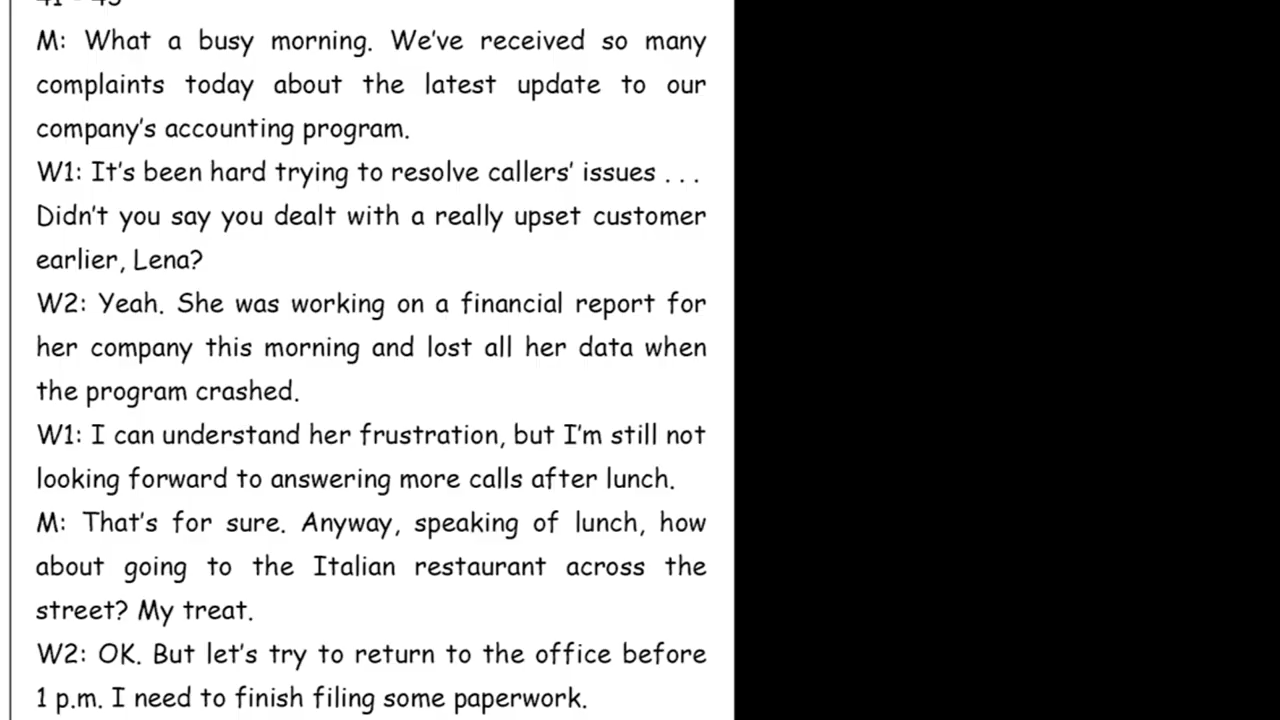 41 - 43
M: What a busy morning. We've received so many
complaints today about the latest update to our
company's accounting program.
W1: It's been hard trying to resolve callers' issues . . .
Didn't you say you dealt with a really upset customer
earlier, Lena?
W2: Yeah. She was working on a financial report for
her company this morning and lost all her data when
the program crashed.
W1: I can understand her frustration, but I'm still not
looking forward to answering more calls after lunch.
M: That's for sure. Anyway, speaking of lunch, how
about going to the Italian restaurant across the
street? My treat.
W2: OK. But let's try to return to the office before
1 p.m. I need to finish filing some paperwork.